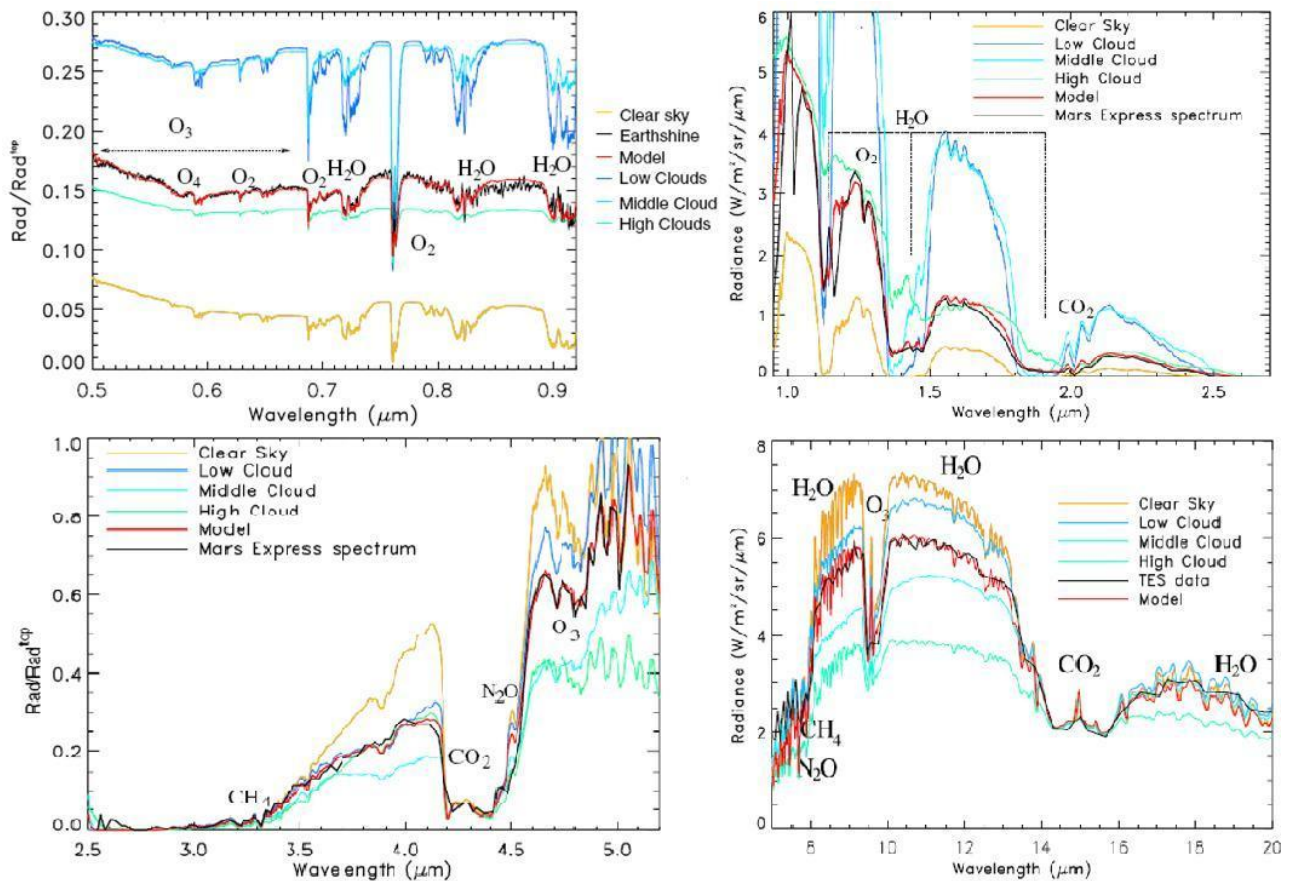 0.30
0.25
0.20
0.15
0.10
0.05
0.00
Rad/Rad^top
O₃
O₄
O₂
O₂
H₂O
O₂
H₂O
H₂O
0.5 0.6 0.7 0.8 0.9
Wavelength (μm)
Clear sky
Earthshine
Model
Low Clouds
Middle Cloud
High Clouds
6
5
4
3
2
1
0
Radiance (W/m²/sr/μm)
Clear Sky
Low Cloud
Middle Cloud
High Cloud
Model
Mars Express spectrum
H₂O
O₂
CO₂
1.0 1.5 2.0 2.5
Wavelength (μm)
1.0
0.8
0.6
0.4
0.2
0.0
Rad/Rad^top
Clear Sky
Low Cloud
Middle Cloud
High Cloud
Model
Mars Express spectrum
CH₄
CO₂
N₂O
O₃
2.5 3.0 3.5 4.0 4.5 5.0
Wavelength (μm)
8
6
4
2
0
Radiance (W/m²/sr/μm)
H₂O
O₃
H₂O
Clear Sky
Low Cloud
Middle Cloud
High Cloud
TES data
Model
CH₄
N₂O
CO₂
H₂O
8 10 12 14 16 18 20
Wavelength (μm)